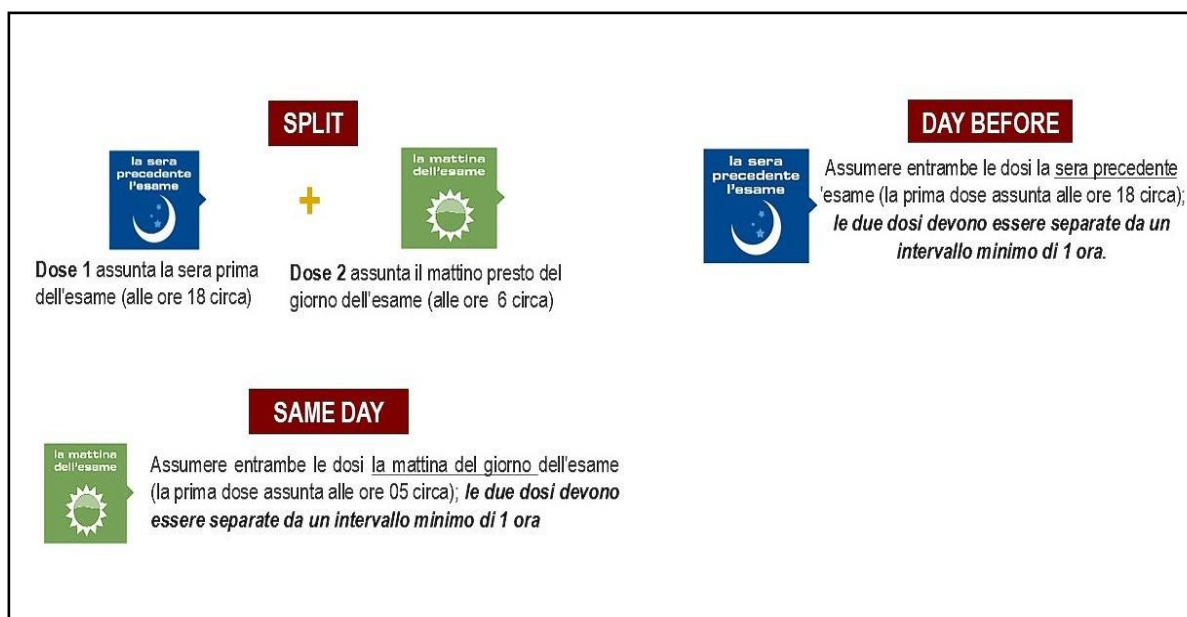 SPLIT
la sera
precedente
l'esame
+
la mattina
dell'esame
Dose 1 assunta la sera prima
dell'esame (alle ore 18 circa)
Dose 2 assunta il mattino presto del
giorno dell'esame (alle ore 6 circa)
DAY BEFORE
la sera
precedente
l'esame
Assumere entrambe le dosi la sera precedente
'esame (la prima dose assunta alle ore 18 circa);
le due dosi devono essere separate da un
intervallo minimo di 1 ora.
SAME DAY
la mattina
dell'esame
Assumere entrambe le dosi la mattina del giorno dell'esame
(la prima dose assunta alle ore 05 circa); le due dosi devono
essere separate da un intervallo minimo di 1 ora